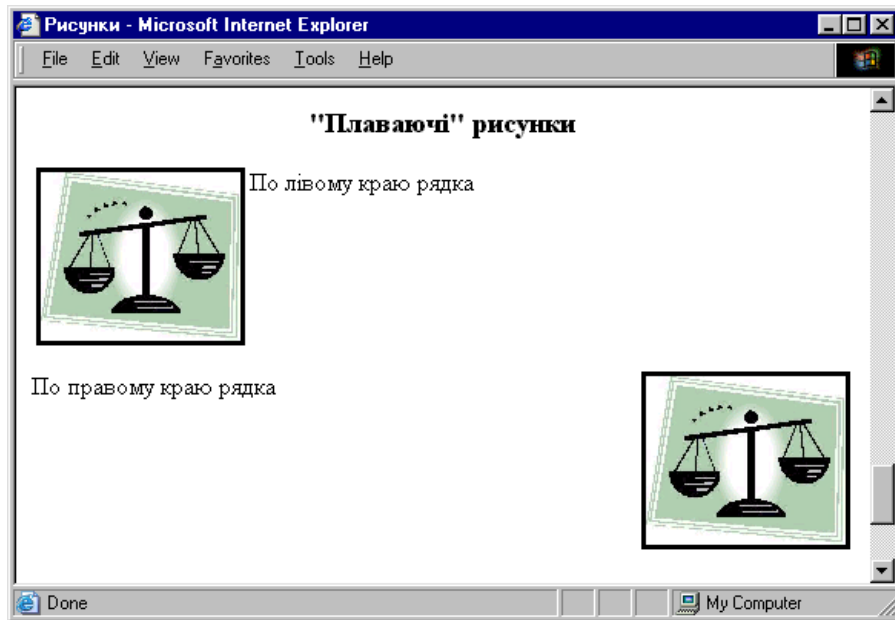 Рисунки - Microsoft Internet Explorer
File Edit View Favorites Tools Help
"Плаваючі" рисунки
По лівому краю рядка
По правому краю рядка
Done My Computer